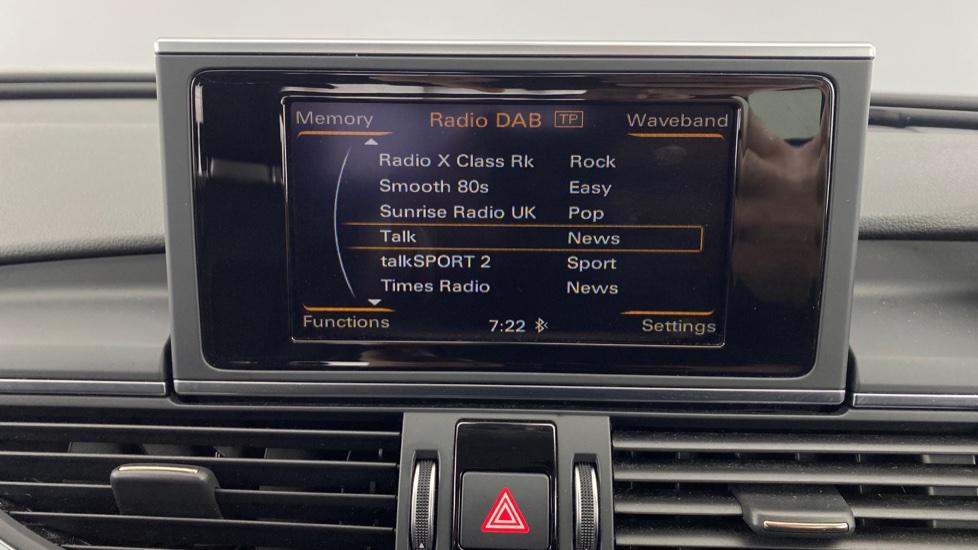 Memory Radio DAB TP Waveband
Radio X Class Rk Rock
Smooth 80s Easy
Sunrise Radio UK Pop
Talk News
talkSPORT 2 Sport
Times Radio News
Functions 7:22 Settings